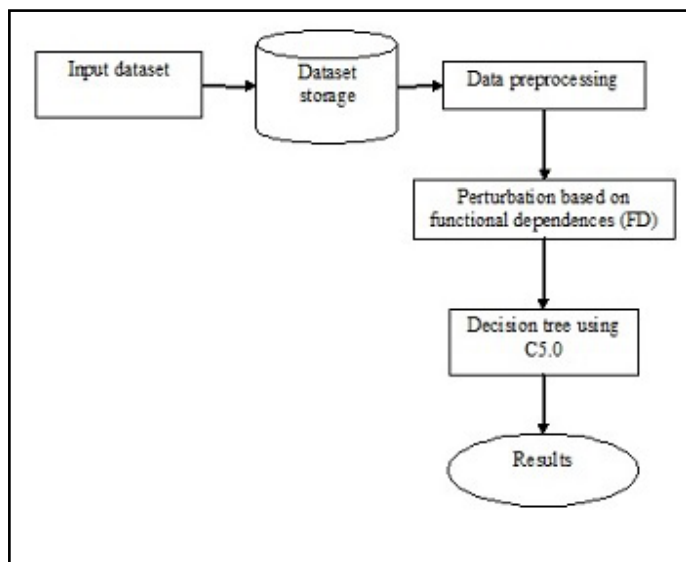 Input dataset
Dataset
storage
Data preprocessing
Perturbation based on
functional dependences (FD)
Decision tree using
C5.0
Results